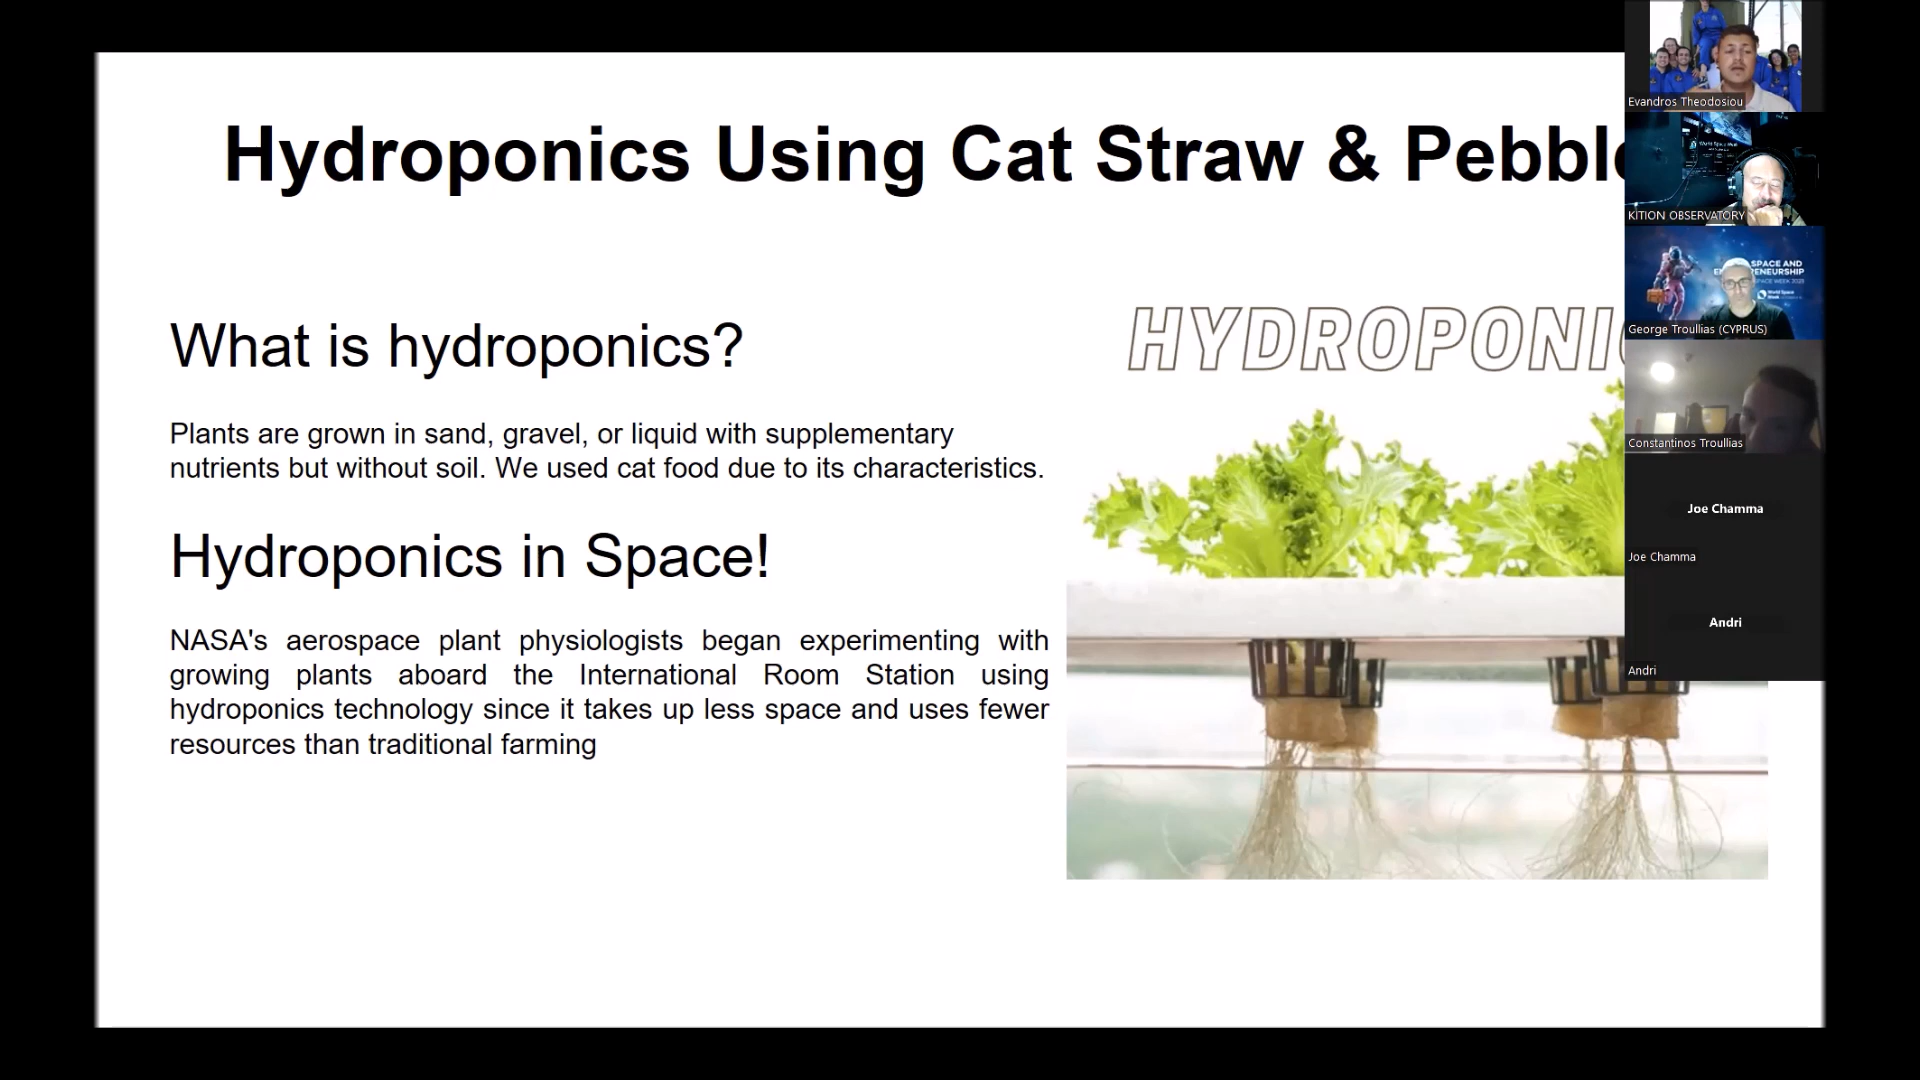 Hydroponics Using Cat Straw & Pebbl
What is hydroponics?
Plants are grown in sand, gravel, or liquid with supplementary
nutrients but without soil. We used cat food due to its characteristics.
Hydroponics in Space!
NASA's aerospace plant physiologists began experimenting with
growing plants aboard the International Room Station using
hydroponics technology since it takes up less space and uses fewer
resources than traditional farming
HYDROPONI
Evandros Theodosiou
KITION OBSERVATORY
SPACE AND
George Troullias (CYPRUS)
Constantinos Troullias
Joe Chamma
Joe Chamma
Andri
Andri